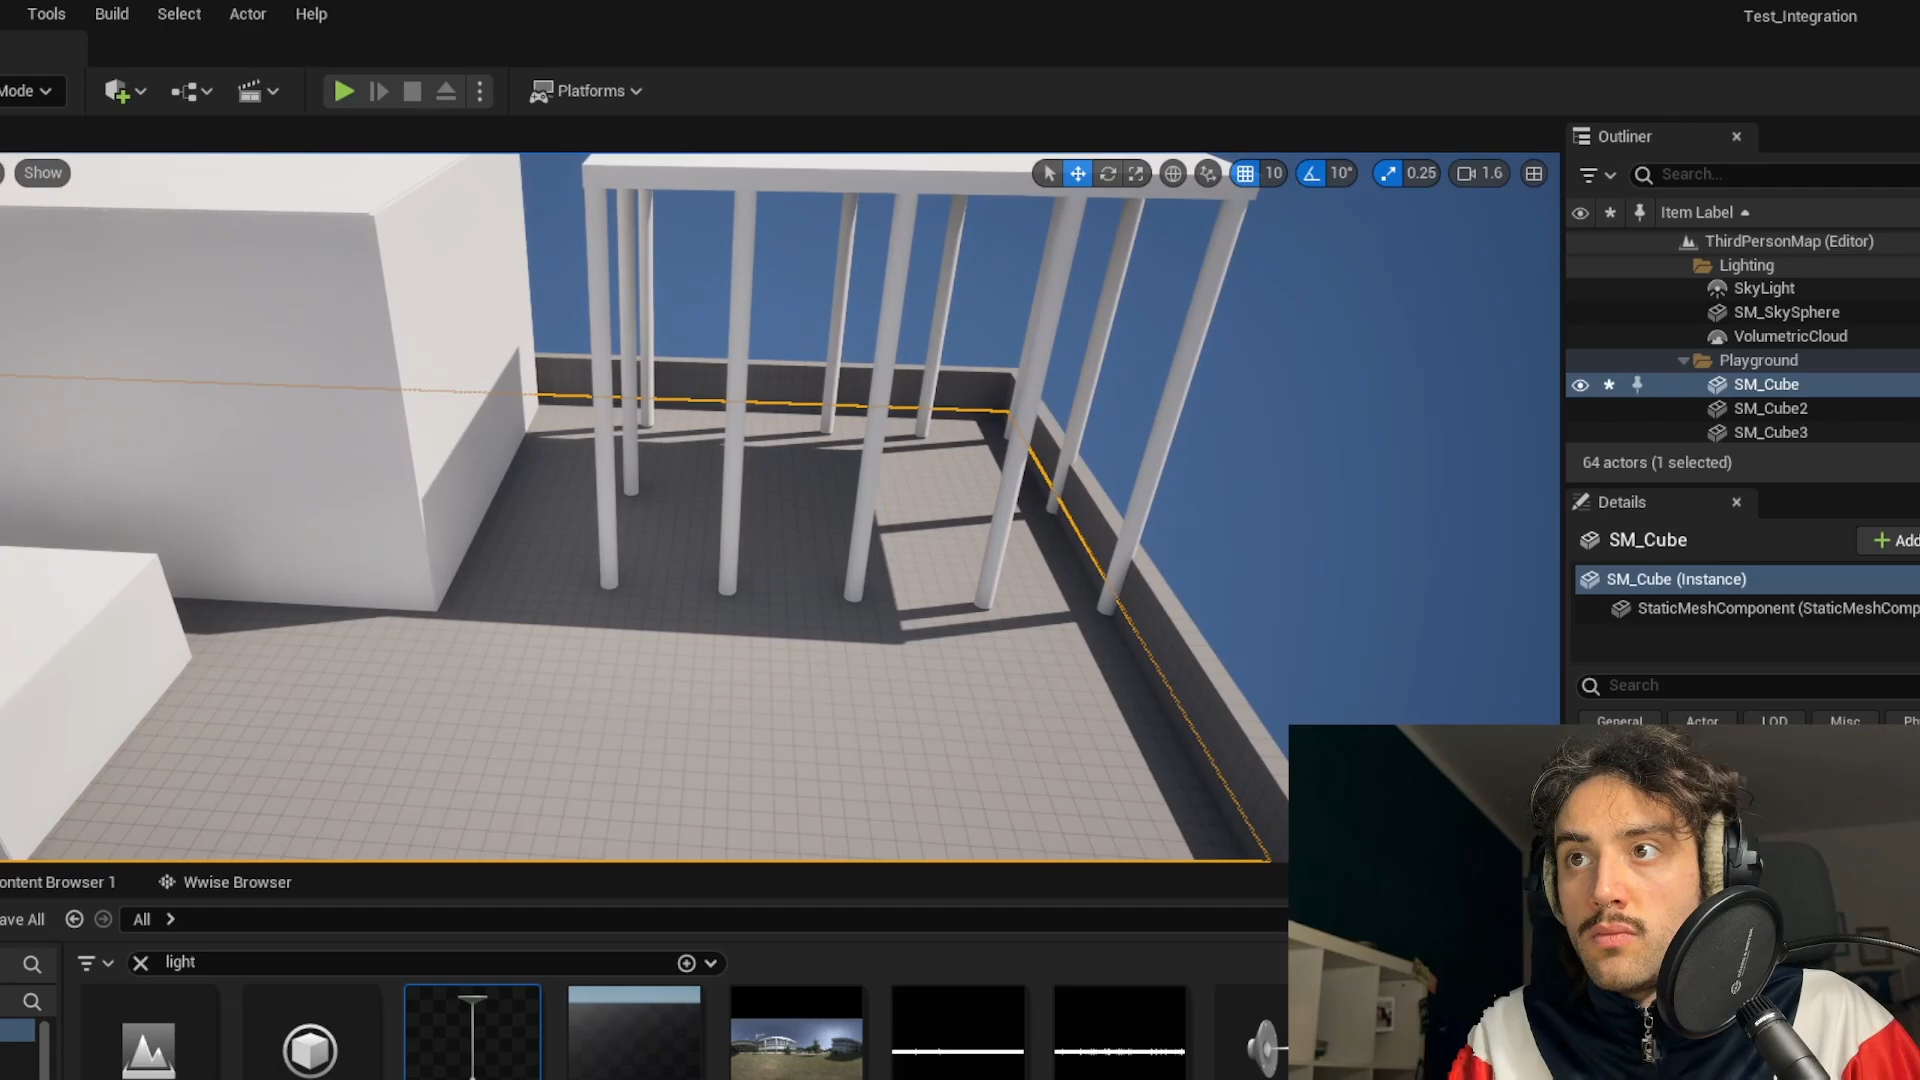 Tools Build Select Actor Help
Test_Integration
Mode
Platforms
Show
10
10°
0.25
1.6
Outliner
Search...
Item Label
ThirdPersonMap (Editor)
Lighting
SkyLight
SM_SkySphere
VolumetricCloud
Playground
SM_Cube
SM_Cube2
SM_Cube3
64 actors (1 selected)
Details
SM_Cube
Add
SM_Cube (Instance)
StaticMeshComponent (StaticMeshComp
Search
General Actor LOD Misc Ph
ontent Browser 1 Wwise Browser
ave All All
light